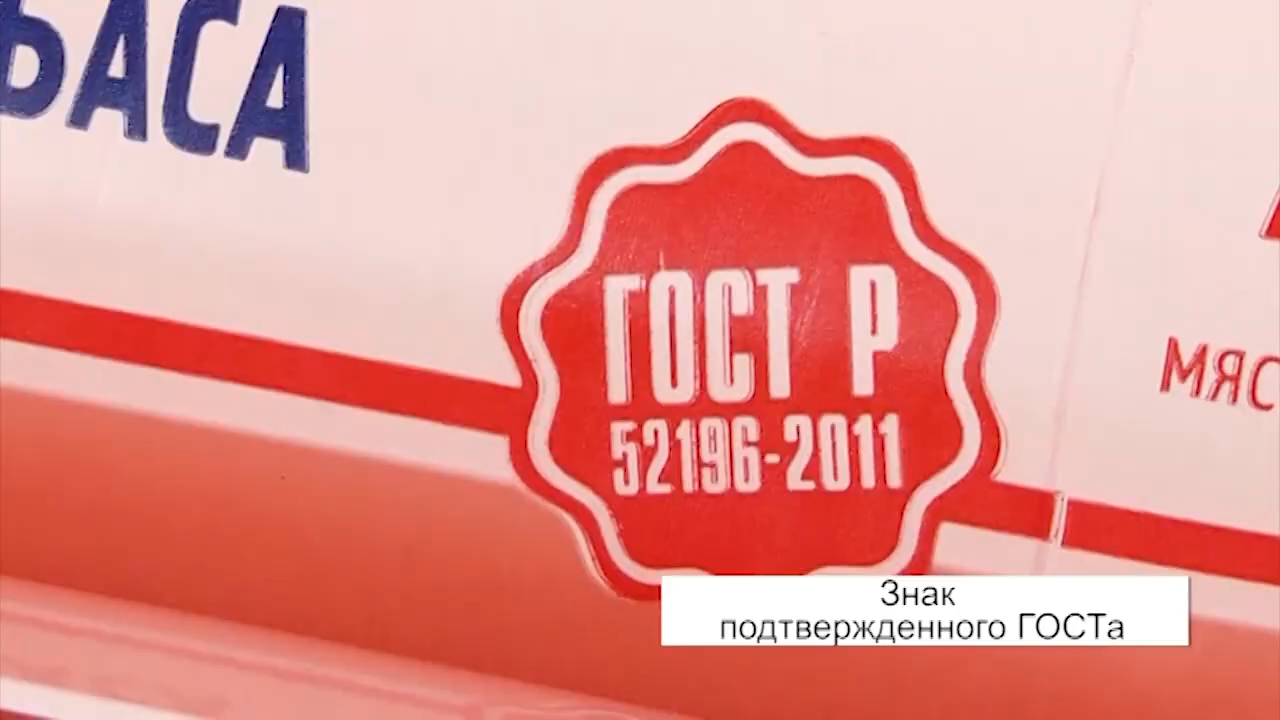 БАСА
ГОСТ Р
52196-2011
МЯС
Знак
подтвержденного ГОСТа